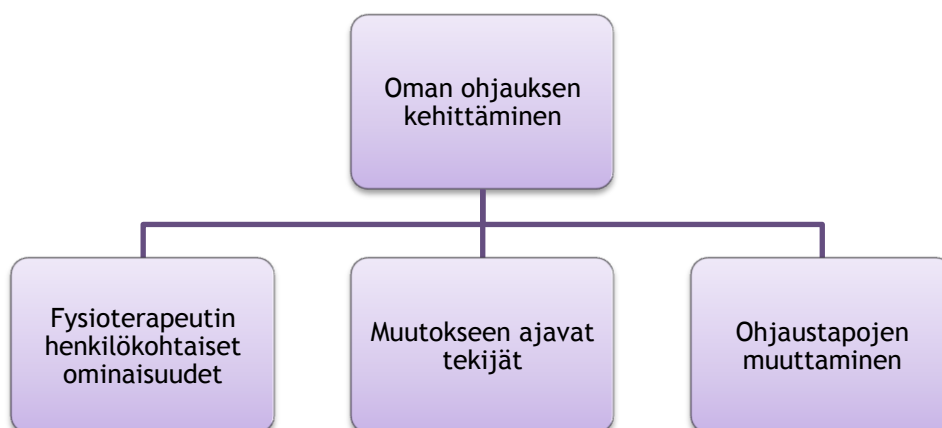 Oman ohjauksen
kehittäminen
Fysioterapeutin
henkilökohtaiset
ominaisuudet
Muutokseen ajavat
tekijät
Ohjaustapojen
muuttaminen